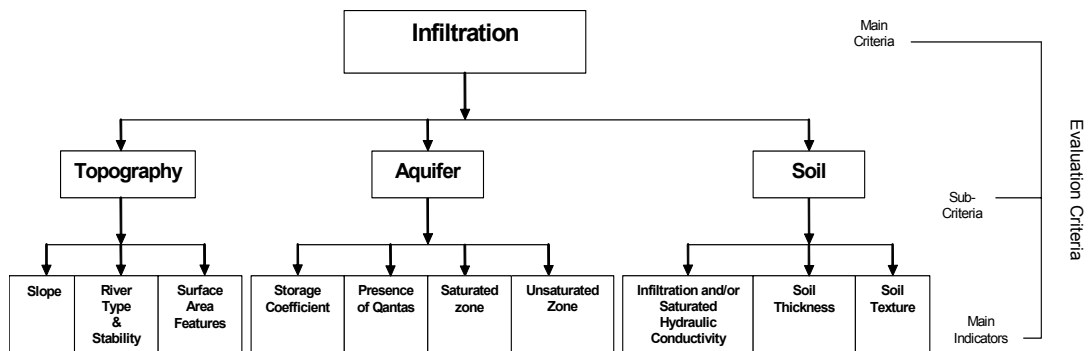 Infiltration
Main
Criteria
Topography
Aquifer
Soil
Sub-
Criteria
Evaluation Criteria
Slope
River
Type
&
Stability
Surface
Area
Features
Storage
Coefficient
Presence
of Qantas
Saturated
zone
Unsaturated
Zone
Infiltration and/or
Saturated
Hydraulic
Conductivity
Soil
Thickness
Soil
Texture
Main
Indicators